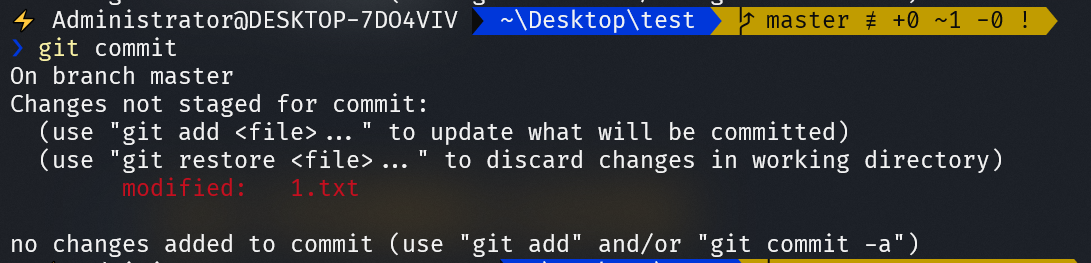 ⚡ Administrator@DESKTOP-7DO4VIV ~\Desktop\test master ≢ +0 ~1 -0 !
❯ git commit
On branch master
Changes not staged for commit:
(use "git add <file>..." to update what will be committed)
(use "git restore <file>..." to discard changes in working directory)
modified: 1.txt
no changes added to commit (use "git add" and/or "git commit -a")